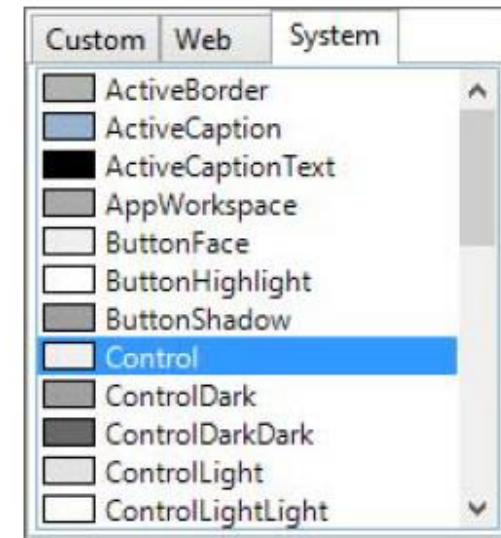 Custom Web System
ActiveBorder
ActiveCaption
ActiveCaptionText
AppWorkspace
ButtonFace
ButtonHighlight
ButtonShadow
Control
ControlDark
ControlDarkDark
ControlLight
ControlLightLight